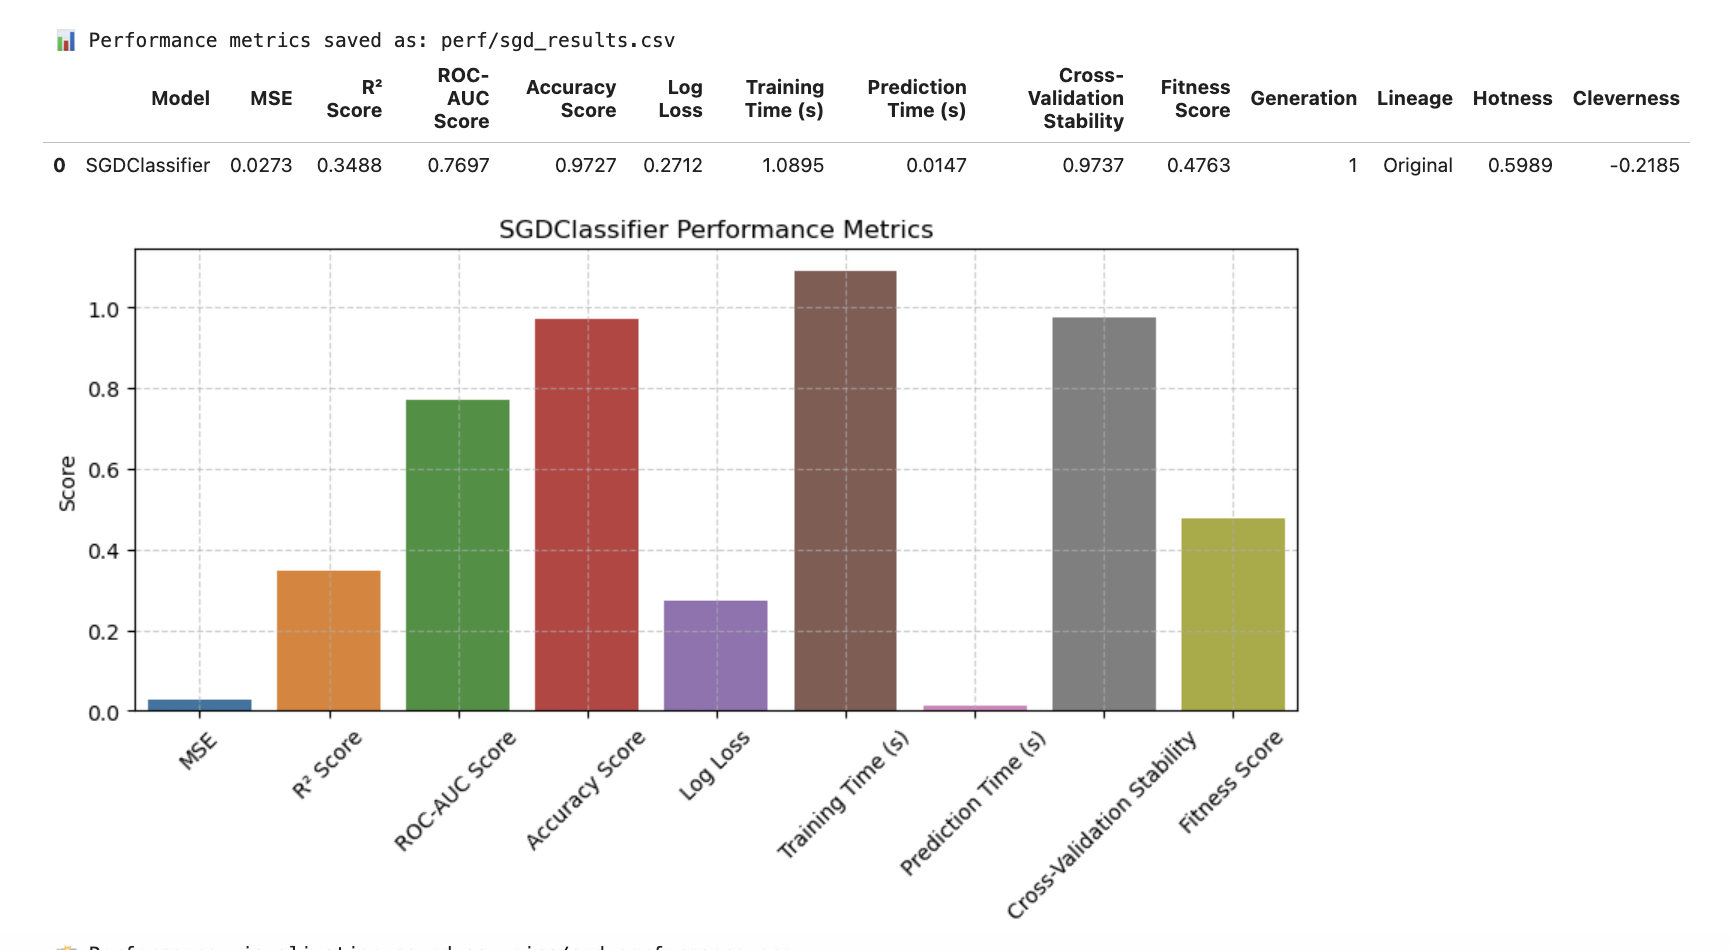 📊 Performance metrics saved as: perf/sgd_results.csv
Model MSE R² Score ROC-AUC Score Accuracy Score Log Loss Training Time (s) Prediction Time (s) Cross-Validation Stability Fitness Score Generation Lineage Hotness Cleverness
0 SGDClassifier 0.0273 0.3488 0.7697 0.9727 0.2712 1.0895 0.0147 0.9737 0.4763 1 Original 0.5989 -0.2185
SGDClassifier Performance Metrics
Score
1.0
0.8
0.6
0.4
0.2
0.0
MSE
R² Score
ROC-AUC Score
Accuracy Score
Log Loss
Training Time (s)
Prediction Time (s)
Cross-Validation Stability
Fitness Score